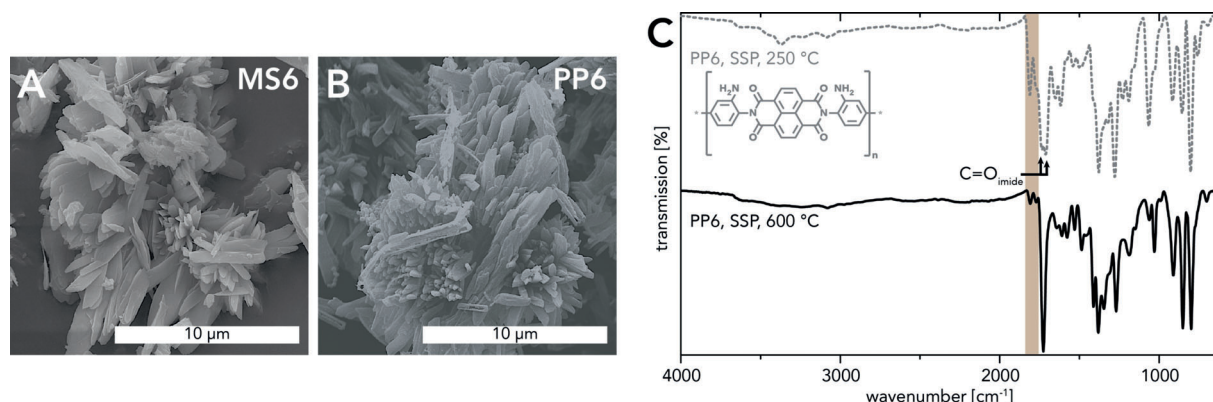 A
MS6
10 µm
B
PP6
10 µm
C
PP6, SSP, 250 °C
H₂N
NH₂
O
O
N
N
O
O
*
*
n
C=O imide
PP6, SSP, 600 °C
transmission [%]
4000
3000
2000
1000
wavenumber [cm⁻¹]